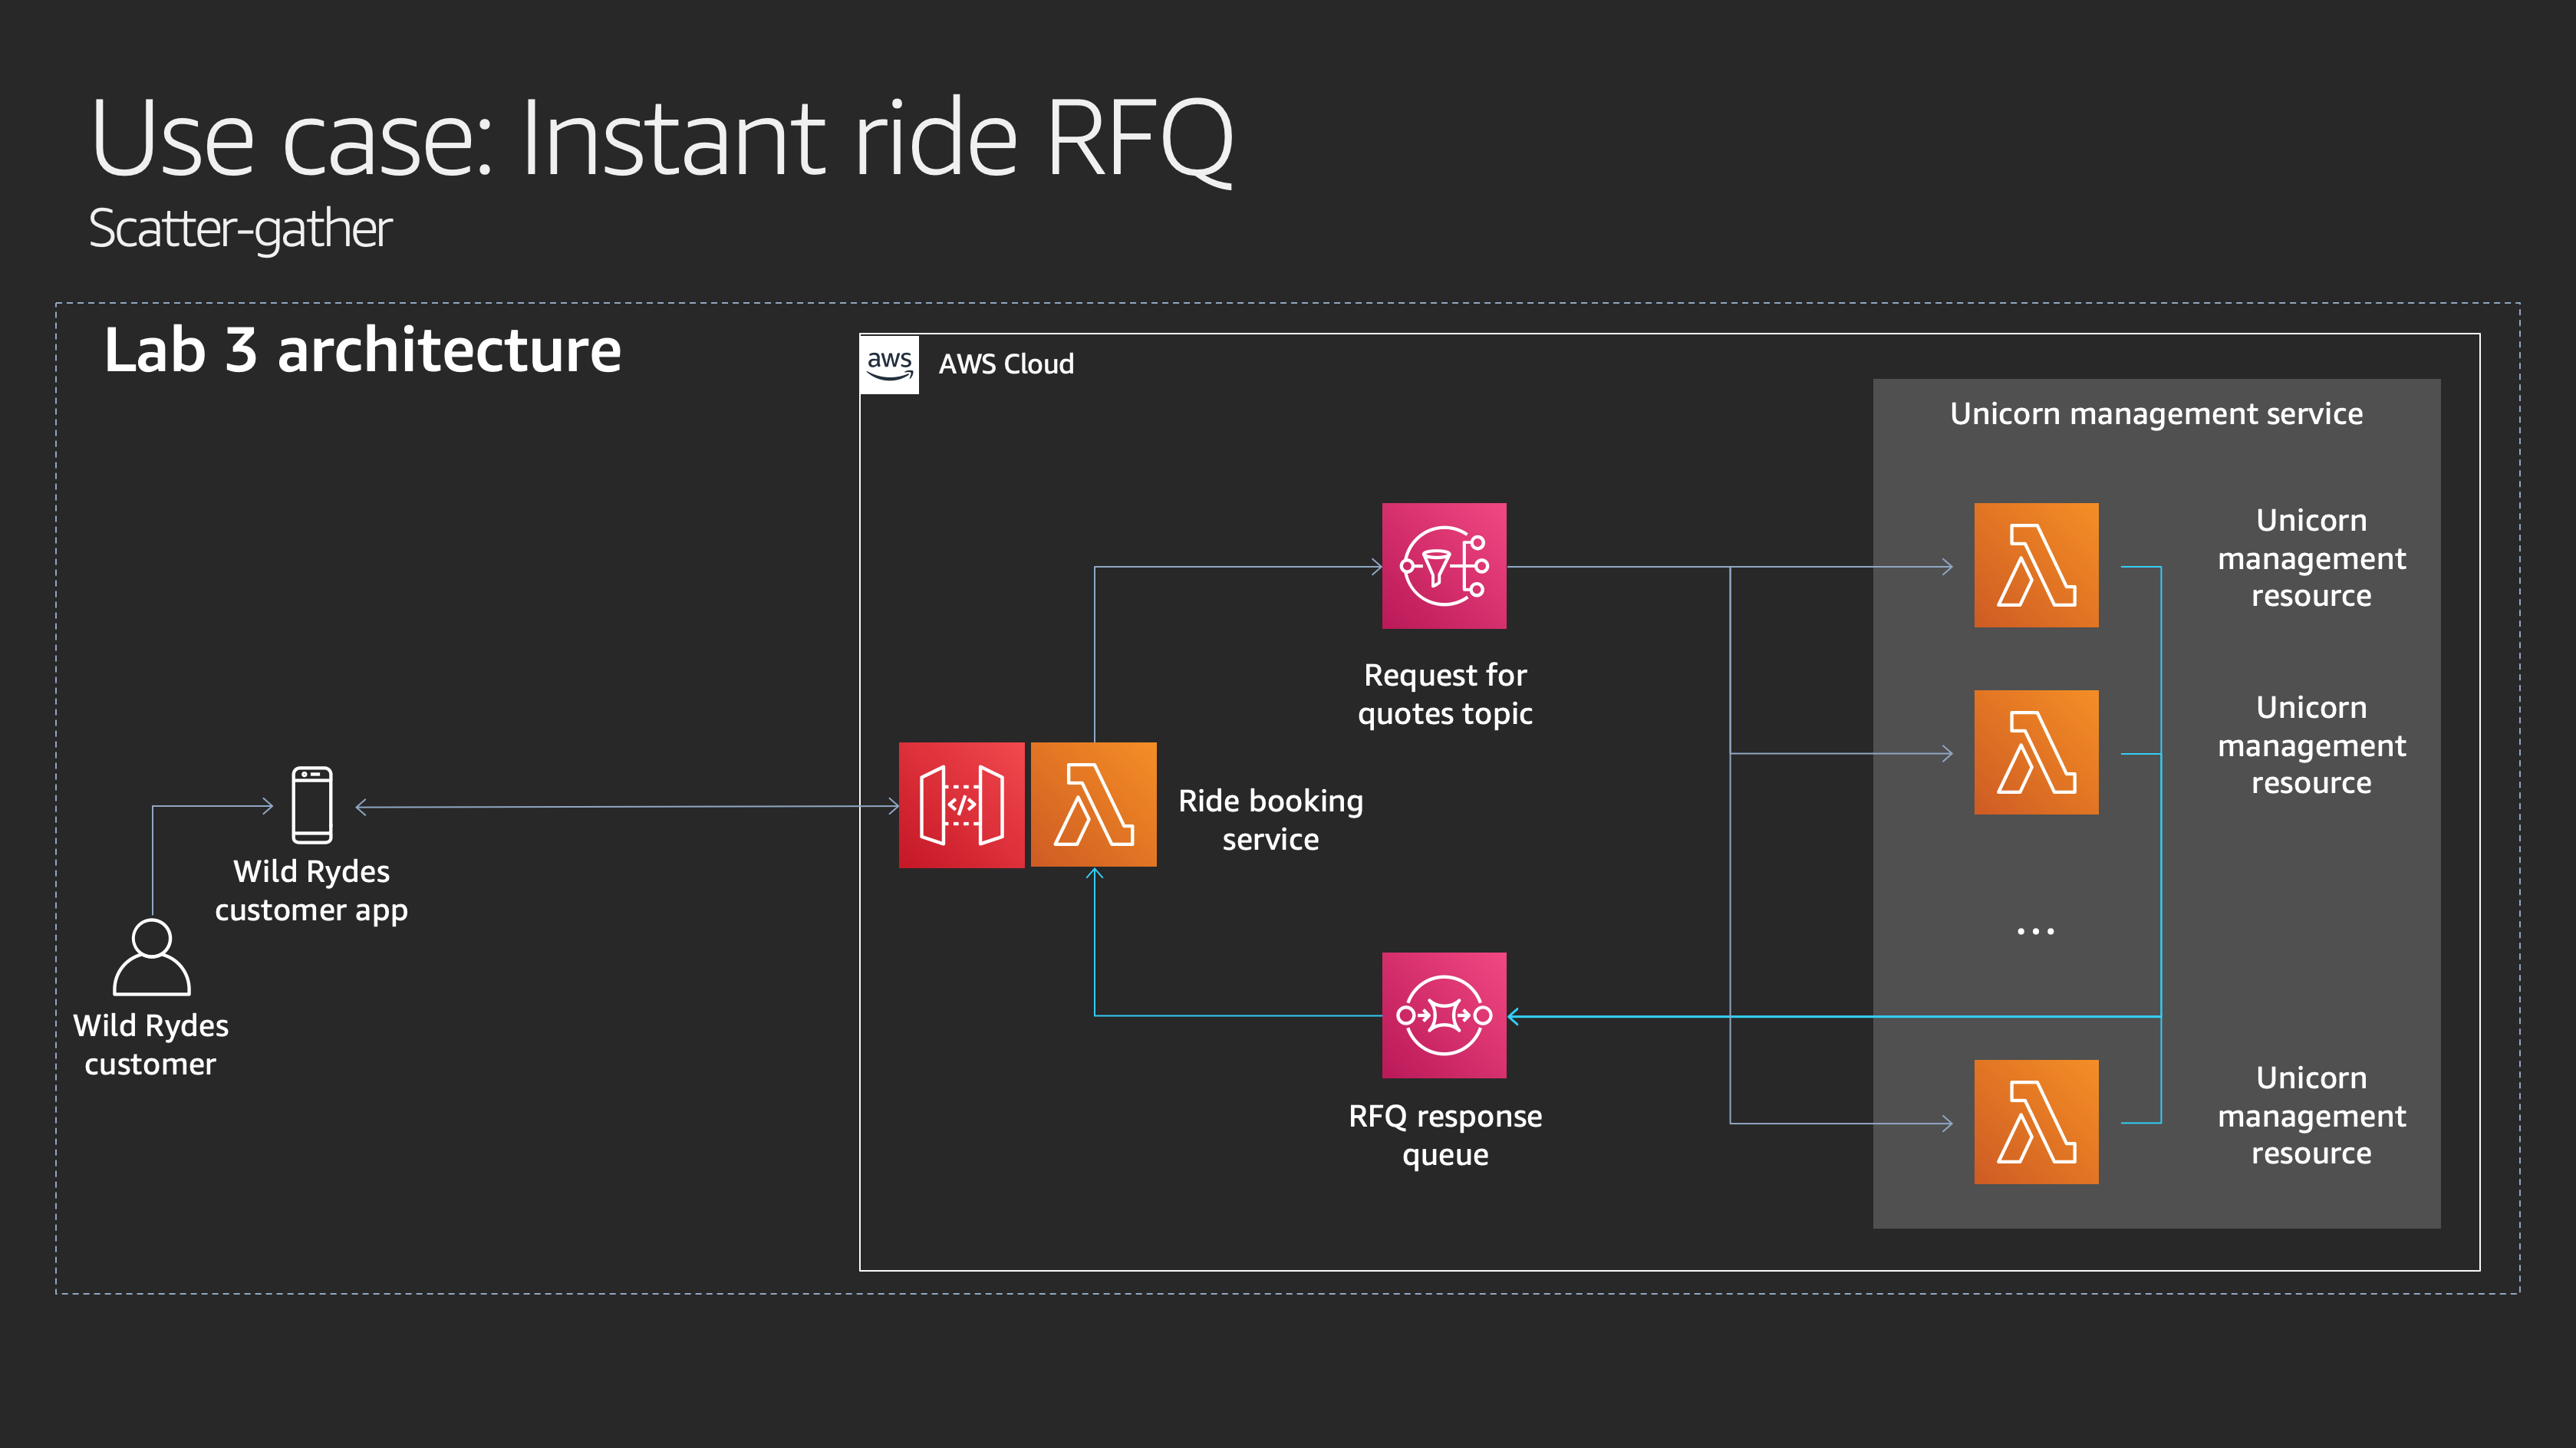 Use case: Instant ride RFQ
Scatter-gather
Lab 3 architecture
aws
AWS Cloud
Unicorn management service
Unicorn
management
resource
Request for
quotes topic
Unicorn
management
resource
</>
Ride booking
service
Wild Rydes
customer app
...
Wild Rydes
customer
RFQ response
queue
Unicorn
management
resource